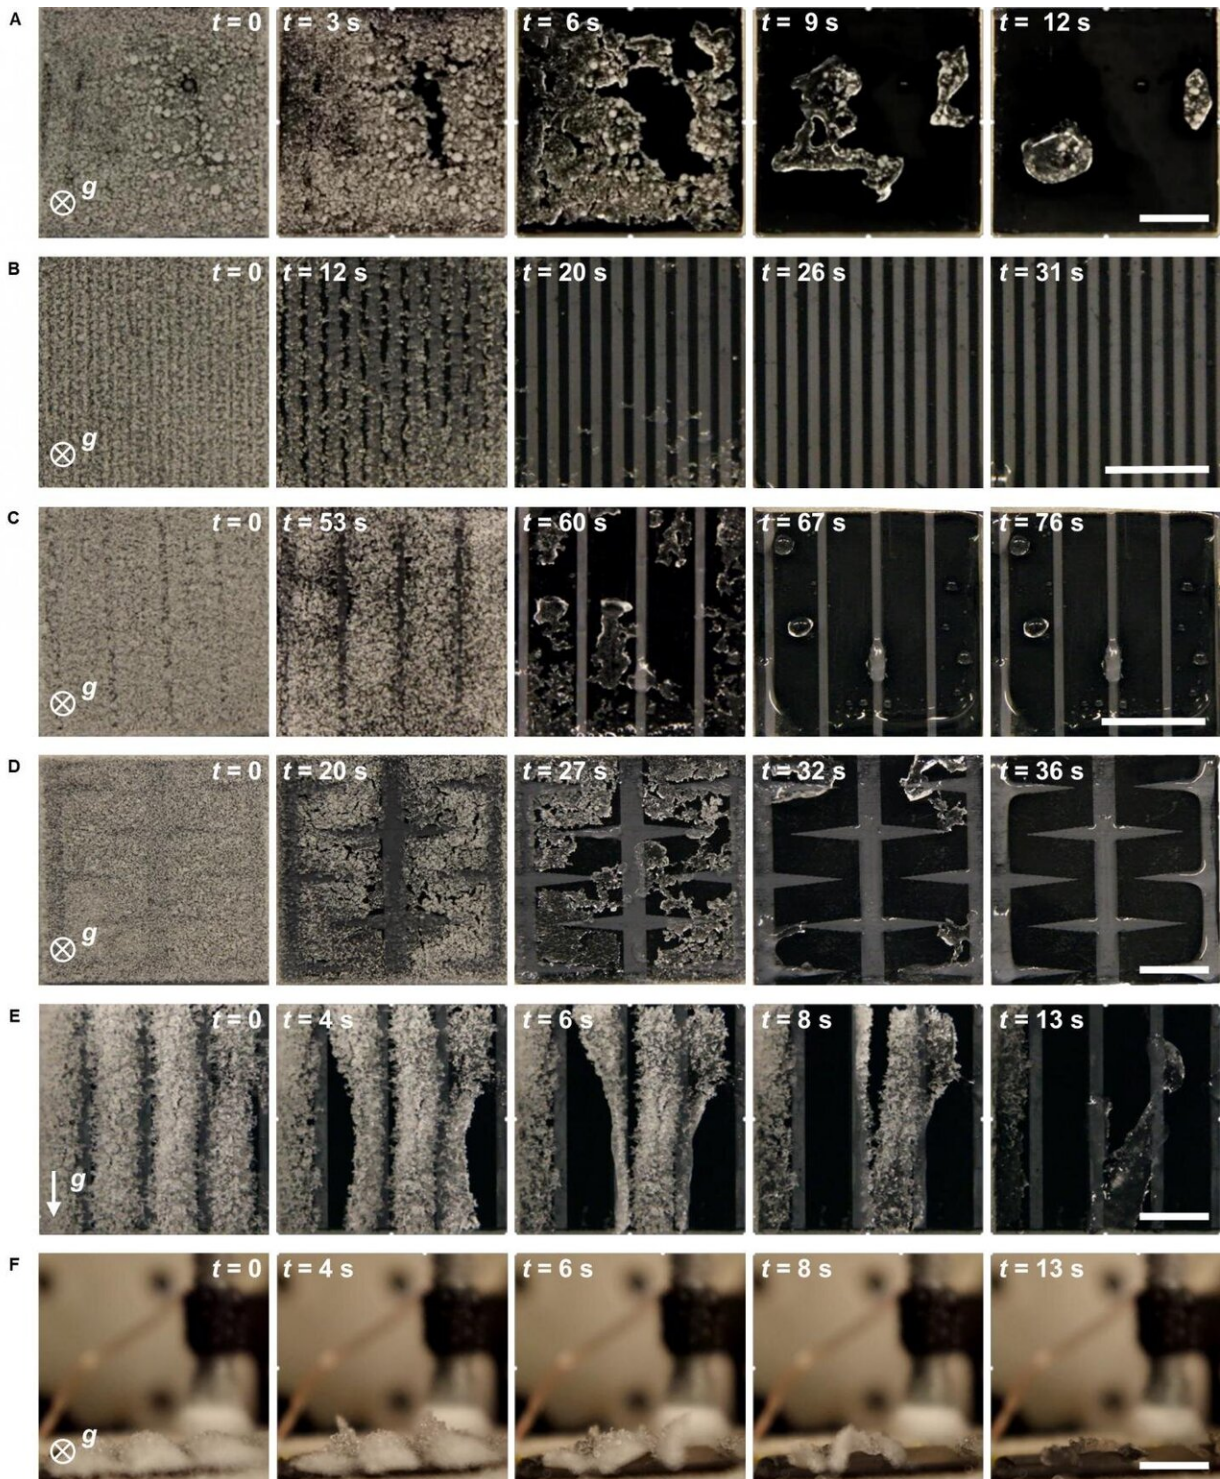 A t = 0 t = 3 s t = 6 s t = 9 s t = 12 s
g
B t = 0 t = 12 s t = 20 s t = 26 s t = 31 s
g
C t = 0 t = 53 s t = 60 s t = 67 s t = 76 s
g
D t = 0 t = 20 s t = 27 s t = 32 s t = 36 s
g
E t = 0 t = 4 s t = 6 s t = 8 s t = 13 s
g
F t = 0 t = 4 s t = 6 s t = 8 s t = 13 s
g